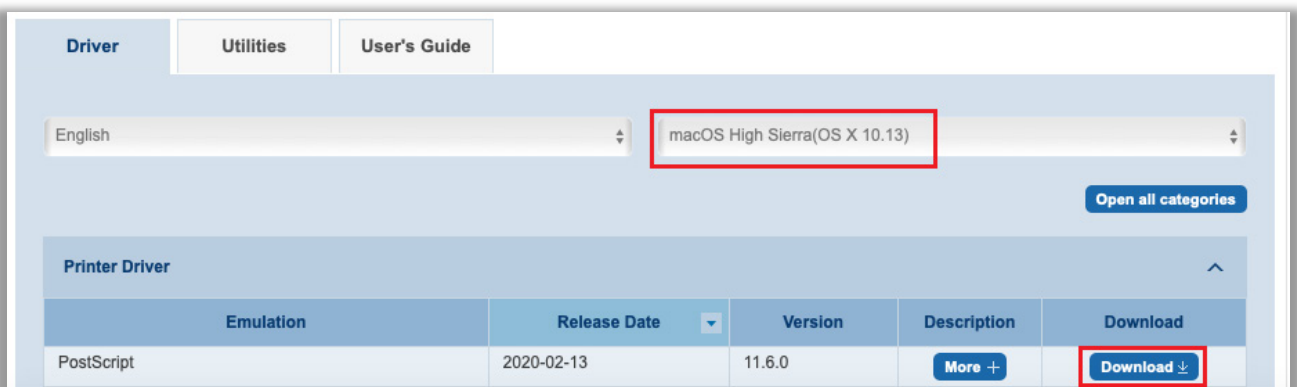 Driver Utilities User's Guide
English macOS High Sierra(OS X 10.13)
Open all categories
Printer Driver
Emulation Release Date Version Description Download
PostScript 2020-02-13 11.6.0 More + Download